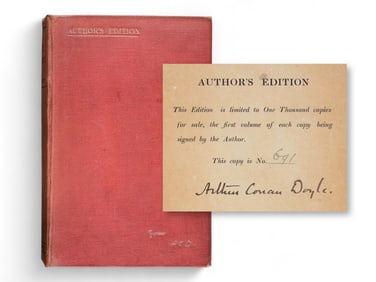 AUTHOR'S EDITION
AUTHOR'S EDITION
This Edition is limited to One Thousand copies
for sale, the first volume of each copy being
signed by the Author.
This copy is No. 691
Arthur Conan Doyle.